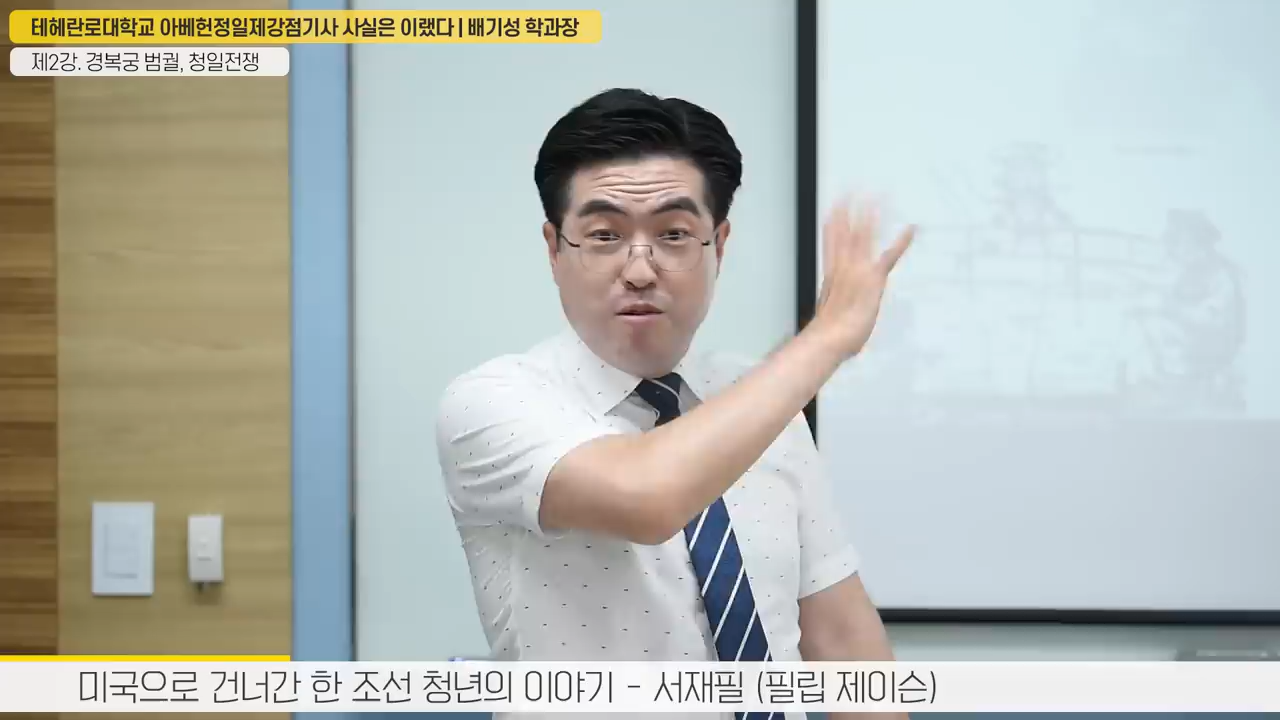 테헤란로대학교 아베헌정일제강점기사 사실은 이랬다 | 배기성 학과장
제2강. 경복궁 범궐, 청일전쟁
미국으로 건너간 한 조선 청년의 이야기 - 서재필 (필립 제이슨)